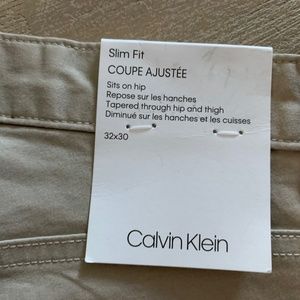 Slim Fit
COUPE AJUSTÉE
Sits on hip
Repose sur les hanches
Tapered through hip and thigh
Diminué sur les hanches et les cuisses
32x30
Calvin Klein